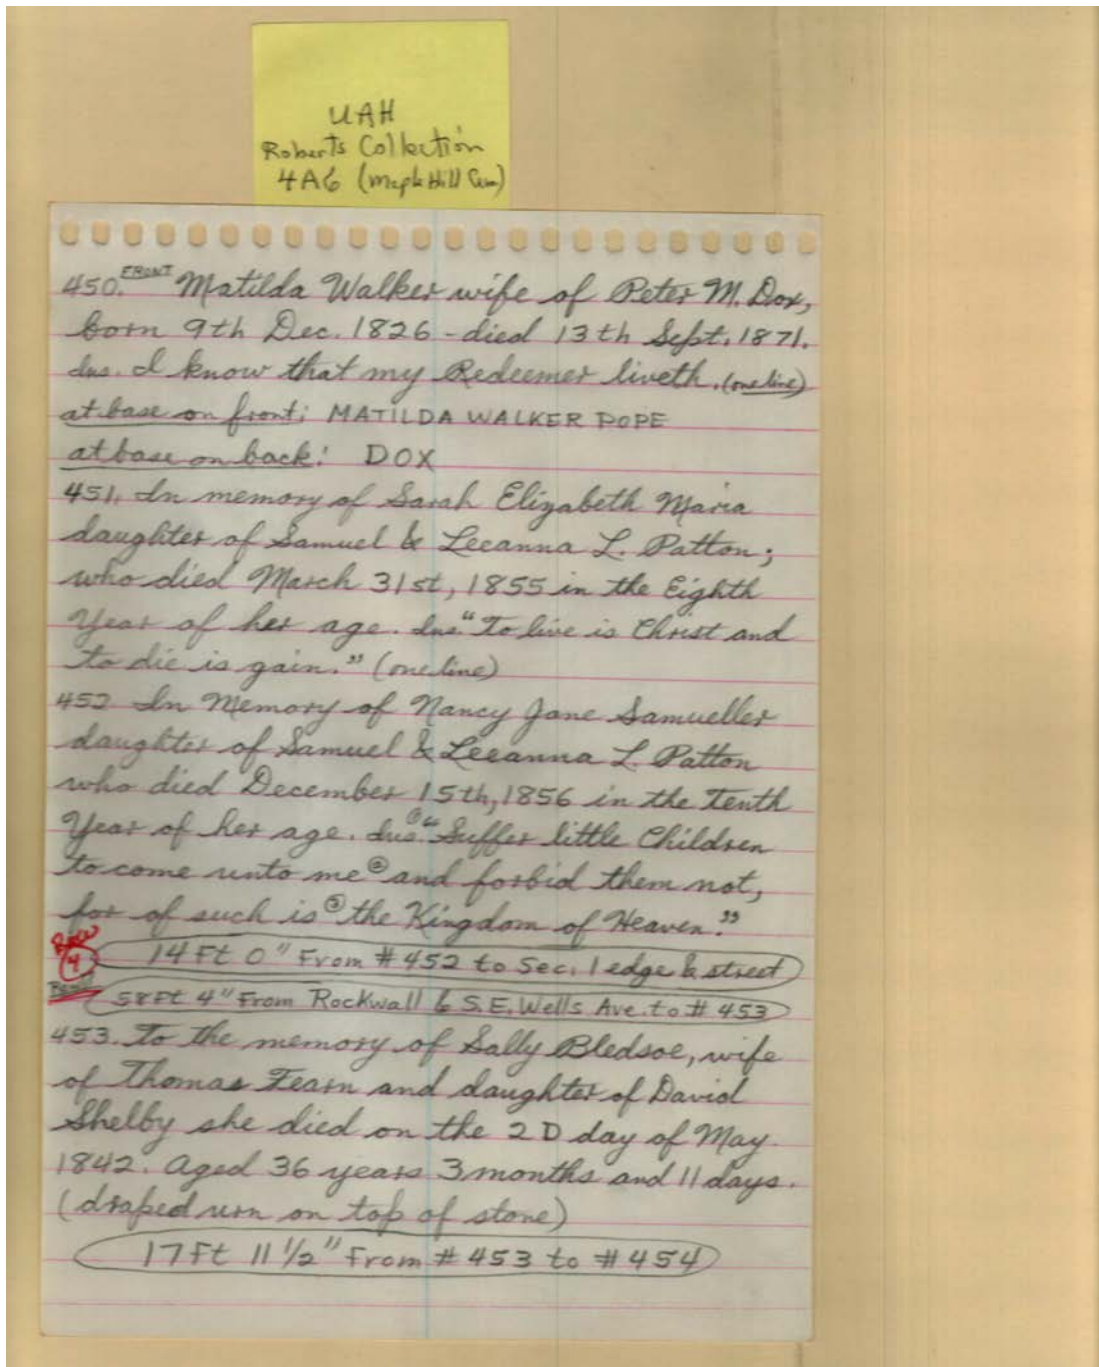 UAH
Roberts Collection
4A6 (Maple Hill Cem)
450. FRONT Matilda Walker wife of Peter M. Dox,
born 9th Dec. 1826 - died 13th Sept. 1871.
Ins. I know that my Redeemer liveth. (one line)
at base on front: MATILDA WALKER POPE
at base on back: DOX
451. In memory of Sarah Elizabeth Maria
daughter of Samuel & Leeanna L. Patton;
who died March 31st, 1855 in the Eighth
Year of her age. Ins. "To live is Christ and
to die is gain." (one line)
452 In Memory of Nancy Jane Samueller
daughter of Samuel & Leeanna L. Patton
who died December 15th, 1856 in the Tenth
Year of her age. Ins. ① "Suffer little Children
to come unto me ② and forbid them not,
for of such is ③ the Kingdom of Heaven."
Row
4
14 Ft 0" From # 452 to Sec. 1 edge & street
58 Ft 4" From Rockwall & S.E. Wells Ave. to # 453
453. To the memory of Sally Bledsoe, wife
of Thomas Fearn and daughter of David
Shelby she died on the 2D day of May
1842. Aged 36 years 3 months and 11 days.
(draped urn on top of stone)
17 Ft 11 1/2" From # 453 to # 454